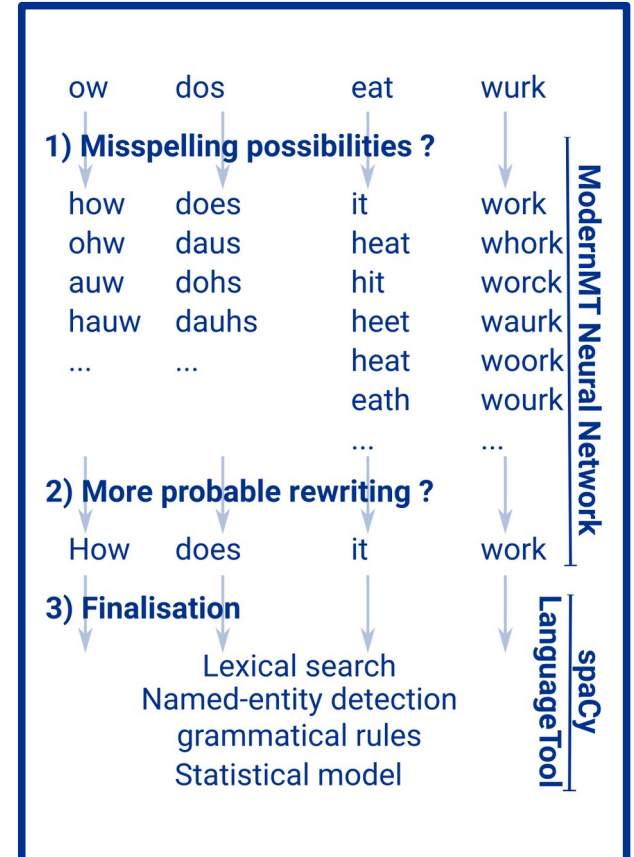 ow dos eat wurk
1) Misspelling possibilities ?
how does it work
ohw daus heat whork
auw dohs hit worck
hauw dauhs heet waurk
... ... heat woork
eath wourk
... ...
2) More probable rewriting ?
How does it work
ModernMT Neural Network
3) Finalisation
Lexical search
Named-entity detection
grammatical rules
Statistical model
spaCy
LanguageTool